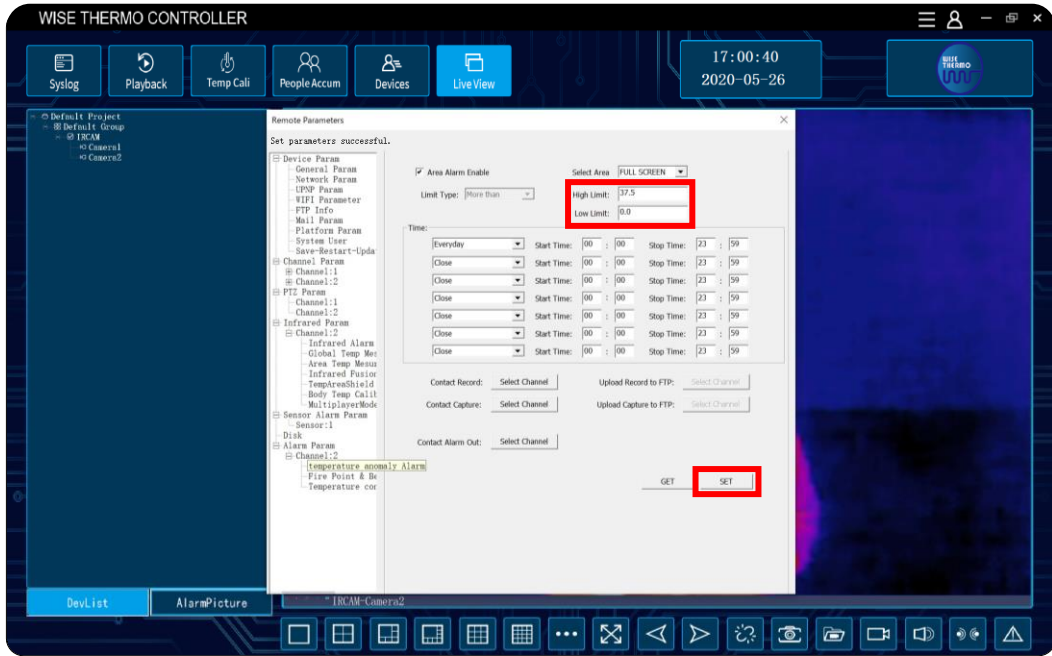 WISE THERMO CONTROLLER
Syslog
Playback
Temp Cali
People Accum
Devices
Live View
17:00:40
2020-05-26
WISE
THERMO
Default Project
Default Group
IRCAM
Camera1
Camera2
Remote Parameters
Set parameters successful.
Device Param
General Param
Network Param
UPNP Param
WIFI Parameter
FTP Info
Mail Param
Platform Param
System User
Save-Restart-Upda
Channel Param
Channel:1
Channel:2
PTZ Param
Channel:1
Channel:2
Infrared Param
Channel:2
Infrared Alarm
Global Temp Mes
Area Temp Mesur
Infrared Fusion
TempAreaShield
Body Temp Calib
MultiplayerMode
Sensor Alarm Param
Sensor:1
Disk
Alarm Param
Channel:2
temperature anomaly Alarm
Fire Point & Be
Temperature cor
Area Alarm Enable Select Area FULL SCREEN
Limit Type: More than High Limit: 37.5
Low Limit: 0.0
Time:
Everyday Start Time: 00 : 00 Stop Time: 23 : 59
Close Start Time: 00 : 00 Stop Time: 23 : 59
Close Start Time: 00 : 00 Stop Time: 23 : 59
Close Start Time: 00 : 00 Stop Time: 23 : 59
Close Start Time: 00 : 00 Stop Time: 23 : 59
Close Start Time: 00 : 00 Stop Time: 23 : 59
Close Start Time: 00 : 00 Stop Time: 23 : 59
Contact Record: Select Channel Upload Record to FTP: Select Channel
Contact Capture: Select Channel Upload Capture to FTP: Select Channel
Contact Alarm Out: Select Channel
GET SET
DevList
AlarmPicture
IRCAM-Camera2